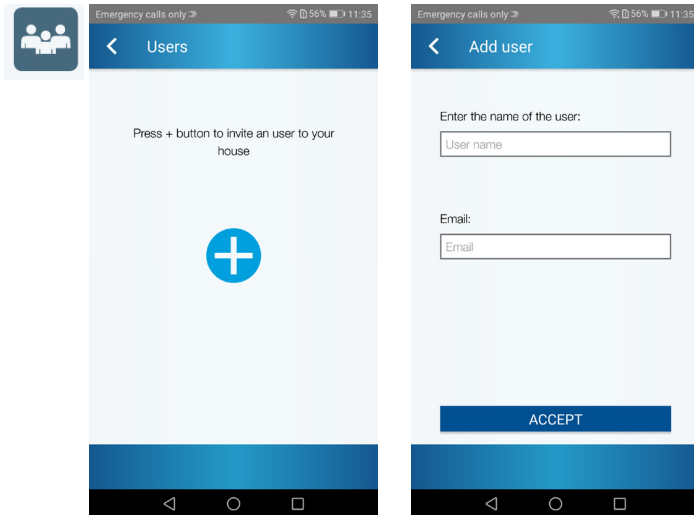 Emergency calls only 56% 11:35
Users
Press + button to invite an user to your
house
Emergency calls only 56% 11:35
Add user
Enter the name of the user:
User name
Email:
Email
ACCEPT